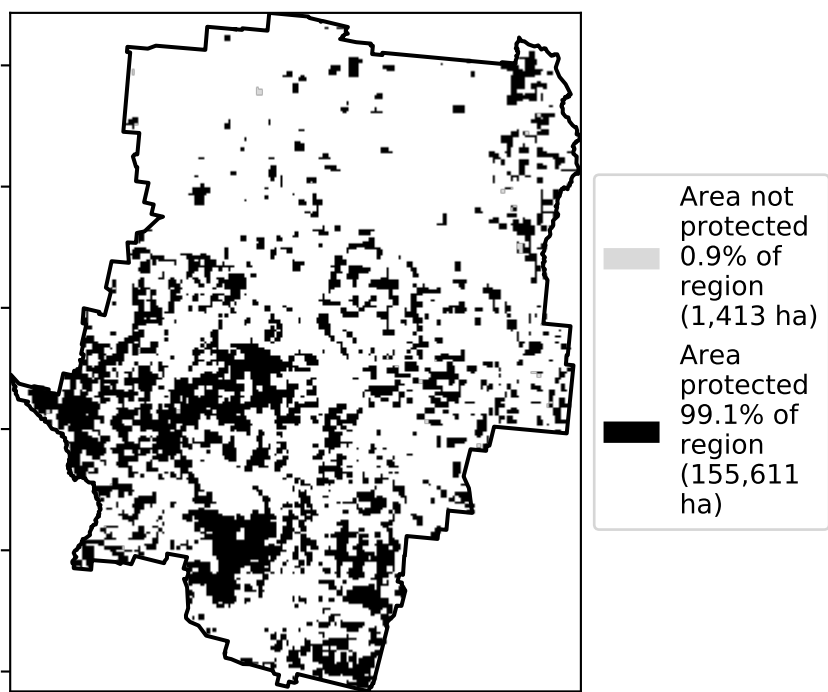 Area not
protected
0.9% of
region
(1,413 ha)
Area
protected
99.1% of
region
(155,611
ha)